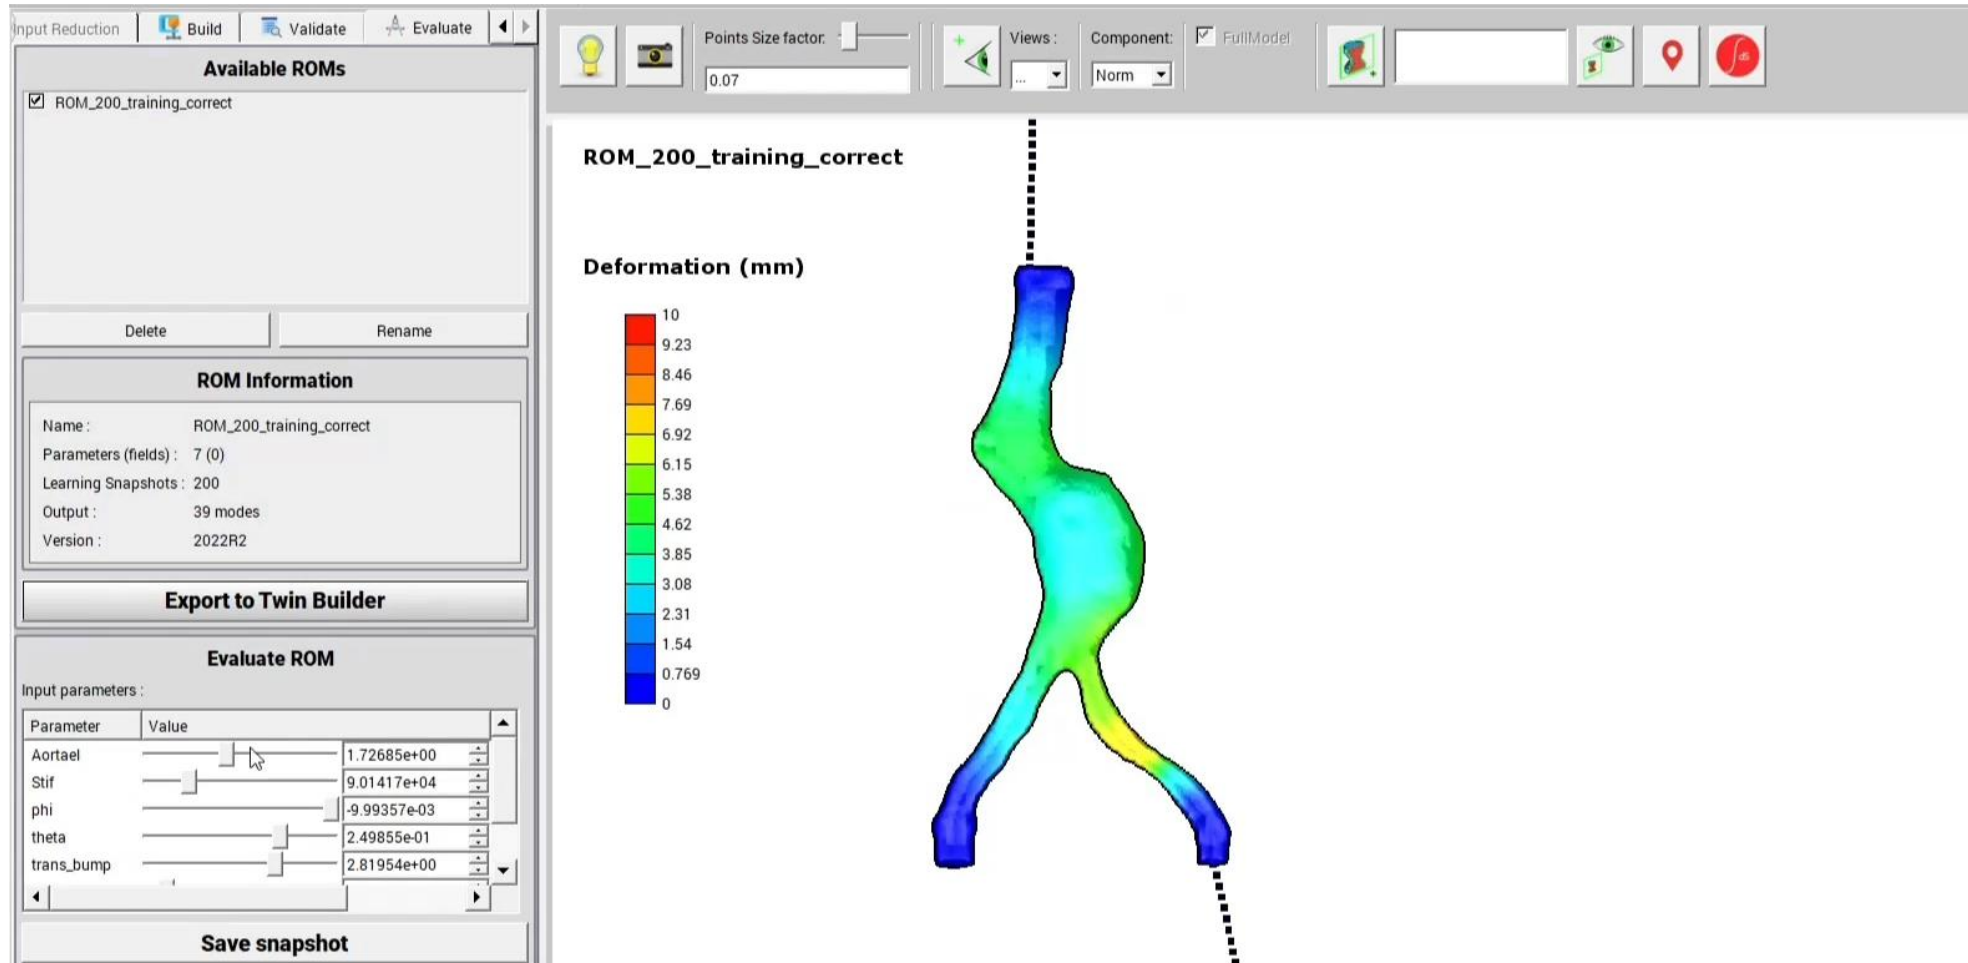 Input Reduction Build Validate Evaluate
Available ROMs
ROM_200_training_correct
Delete Rename
ROM Information
Name : ROM_200_training_correct
Parameters (fields) : 7 (0)
Learning Snapshots : 200
Output : 39 modes
Version : 2022R2
Export to Twin Builder
Evaluate ROM
Input parameters :
Parameter Value
Aortael 1.72685e+00
Stif 9.01417e+04
phi -9.99357e-03
theta 2.49855e-01
trans_bump 2.81954e+00
Save snapshot
Points Size factor: Views : Component: FullModel
0.07 ... Norm
ROM_200_training_correct
Deformation (mm)
10
9.23
8.46
7.69
6.92
6.15
5.38
4.62
3.85
3.08
2.31
1.54
0.769
0